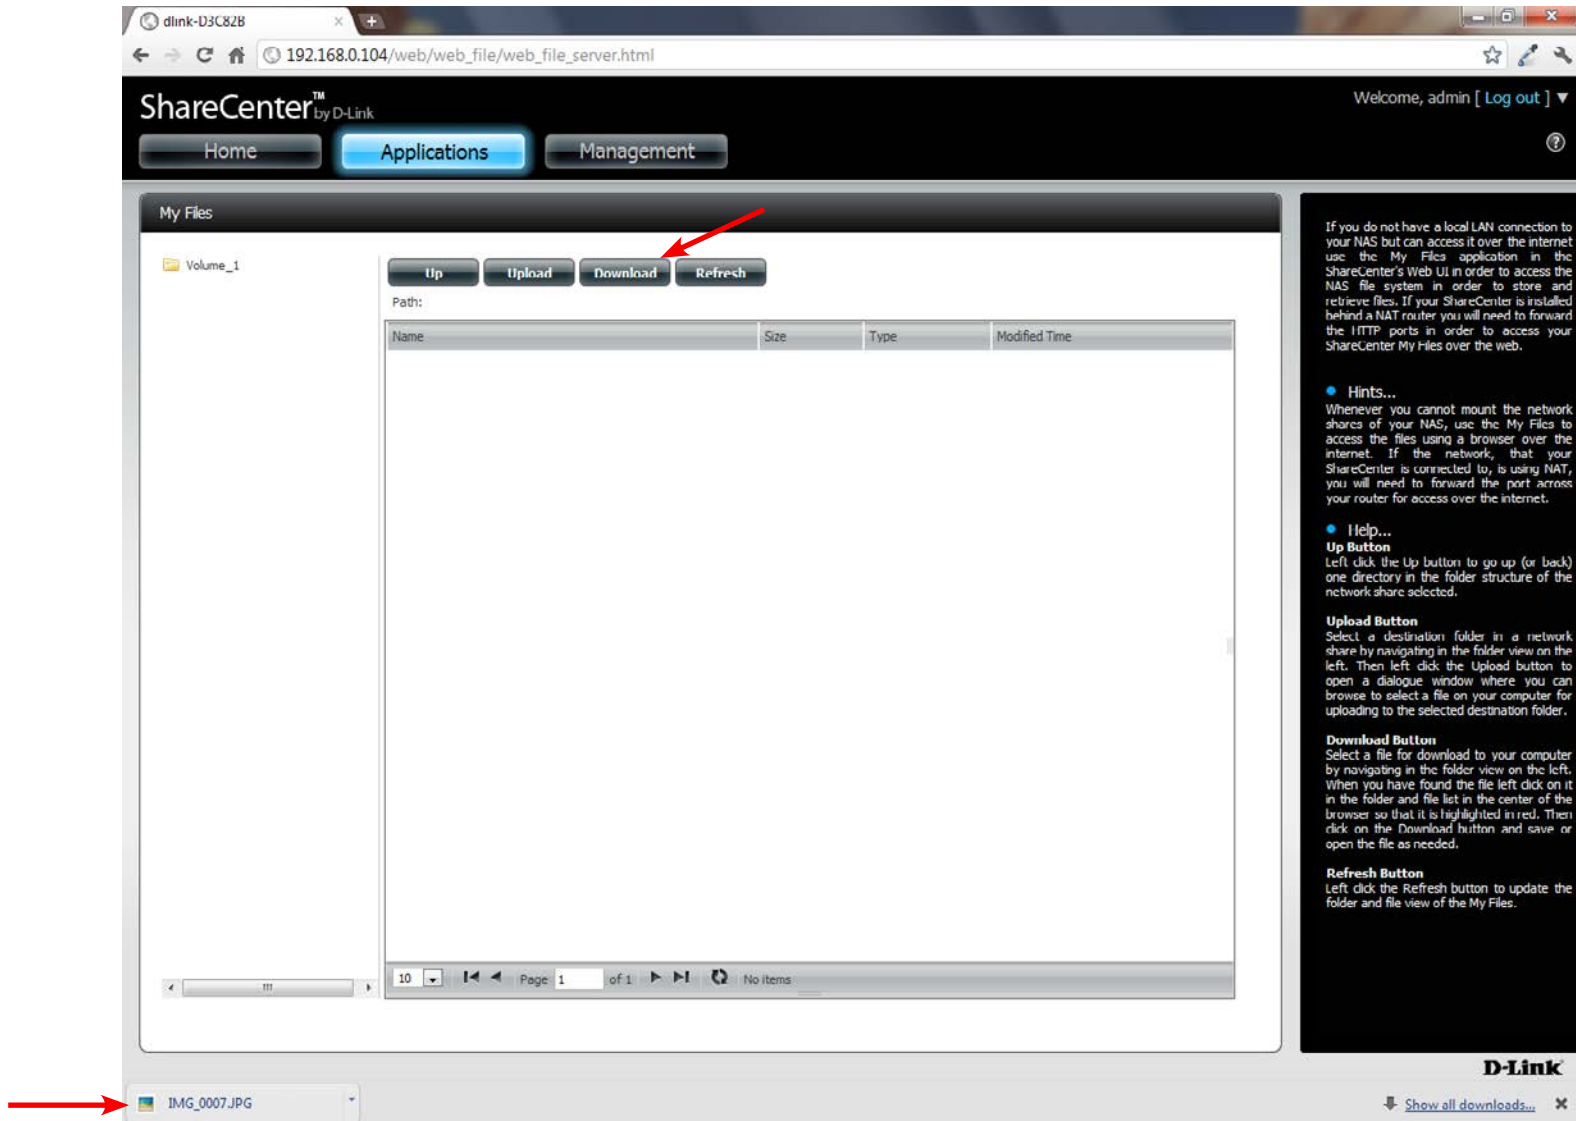 dlink-D3C82B
192.168.0.104/web/web_file/web_file_server.html
ShareCenter™ by D-Link
Welcome, admin [ Log out ] ▼
Home
Applications
Management
?
My Files
Volume_1
Up
Upload
Download
Refresh
Path:
Name
Size
Type
Modified Time
10
Page 1 of 1
No items
If you do not have a local LAN connection to
your NAS but can access it over the internet
use the My Files application in the
ShareCenter's Web UI in order to access the
NAS file system in order to store and
retrieve files. If your ShareCenter is installed
behind a NAT router you will need to forward
the HTTP ports in order to access your
ShareCenter My Files over the web.
Hints...
Whenever you cannot mount the network
shares of your NAS, use the My Files to
access the files using a browser over the
internet. If the network, that your
ShareCenter is connected to, is using NAT,
you will need to forward the port across
your router for access over the internet.
Help...
Up Button
Left click the Up button to go up (or back)
one directory in the folder structure of the
network share selected.
Upload Button
Select a destination folder in a network
share by navigating in the folder view on the
left. Then left click the Upload button to
open a dialogue window where you can
browse to select a file on your computer for
uploading to the selected destination folder.
Download Button
Select a file for download to your computer
by navigating in the folder view on the left.
When you have found the file left click on it
in the folder and file list in the center of the
browser so that it is highlighted in red. Then
click on the Download button and save or
open the file as needed.
Refresh Button
Left click the Refresh button to update the
folder and file view of the My Files.
D-Link
IMG_0007.JPG
Show all downloads...